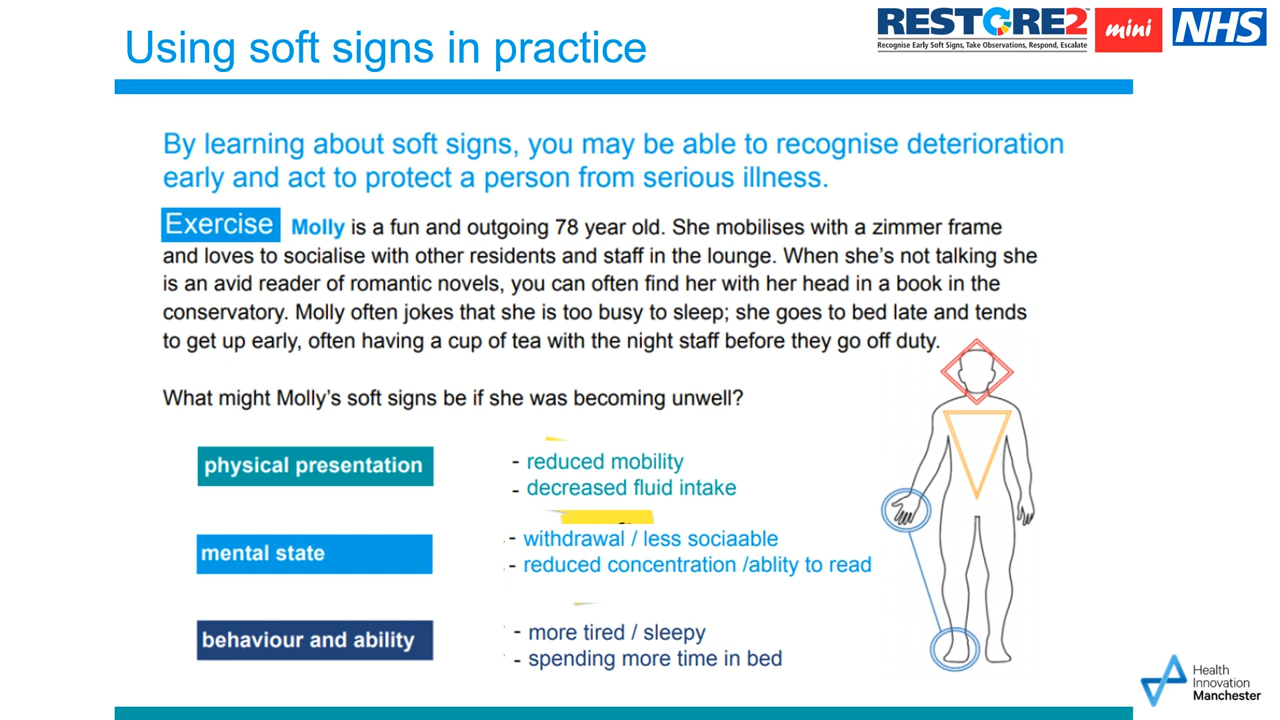 Using soft signs in practice
RESTORE2 mini NHS
Recognise Early Soft Signs, Take Observations, Respond, Escalate
By learning about soft signs, you may be able to recognise deterioration
early and act to protect a person from serious illness.
Exercise Molly is a fun and outgoing 78 year old. She mobilises with a zimmer frame
and loves to socialise with other residents and staff in the lounge. When she's not talking she
is an avid reader of romantic novels, you can often find her with her head in a book in the
conservatory. Molly often jokes that she is too busy to sleep; she goes to bed late and tends
to get up early, often having a cup of tea with the night staff before they go off duty.
What might Molly's soft signs be if she was becoming unwell?
physical presentation
- reduced mobility
- decreased fluid intake
mental state
- withdrawal / less sociaable
- reduced concentration /ablity to read
behaviour and ability
- more tired / sleepy
- spending more time in bed
Health
Innovation
Manchester